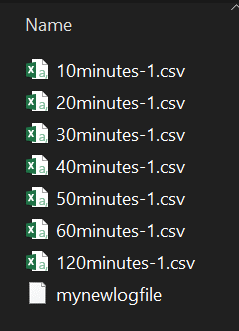 Name
10minutes-1.csv
20minutes-1.csv
30minutes-1.csv
40minutes-1.csv
50minutes-1.csv
60minutes-1.csv
120minutes-1.csv
mynewlogfile